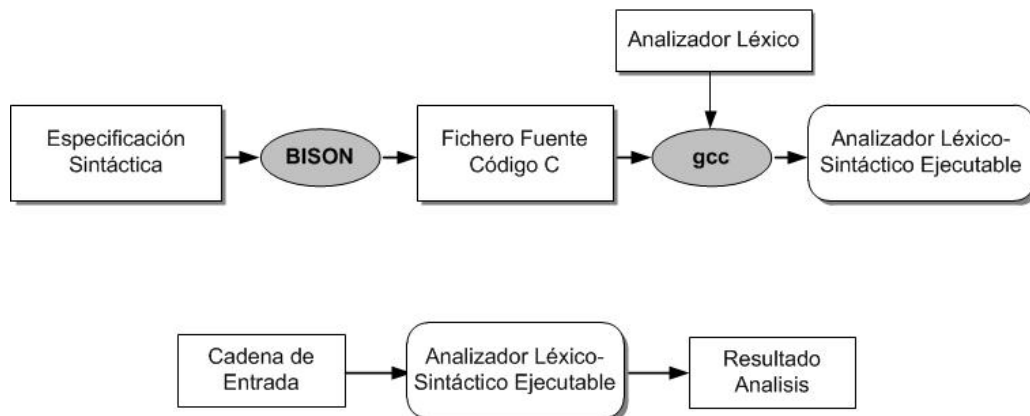 Analizador Léxico
Especificación
Sintáctica
BISON
Fichero Fuente
Código C
gcc
Analizador Léxico-
Sintáctico Ejecutable
Cadena de
Entrada
Analizador Léxico-
Sintáctico Ejecutable
Resultado
Analisis